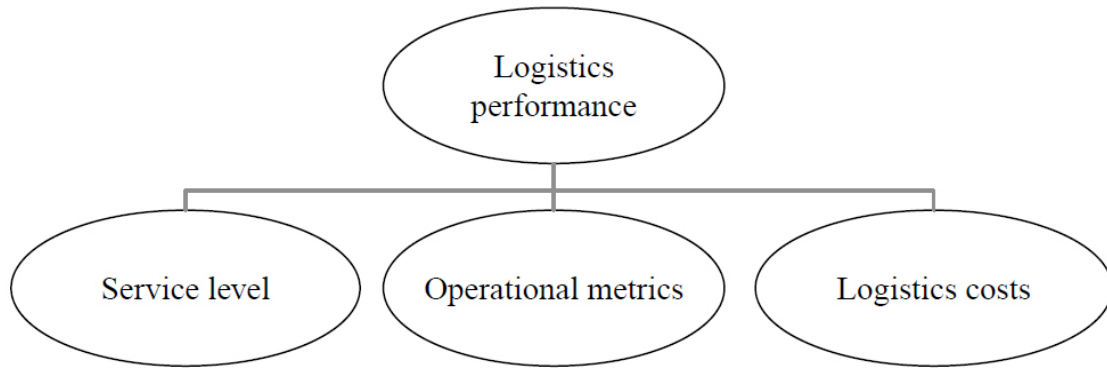 Logistics
performance
Service level
Operational metrics
Logistics costs